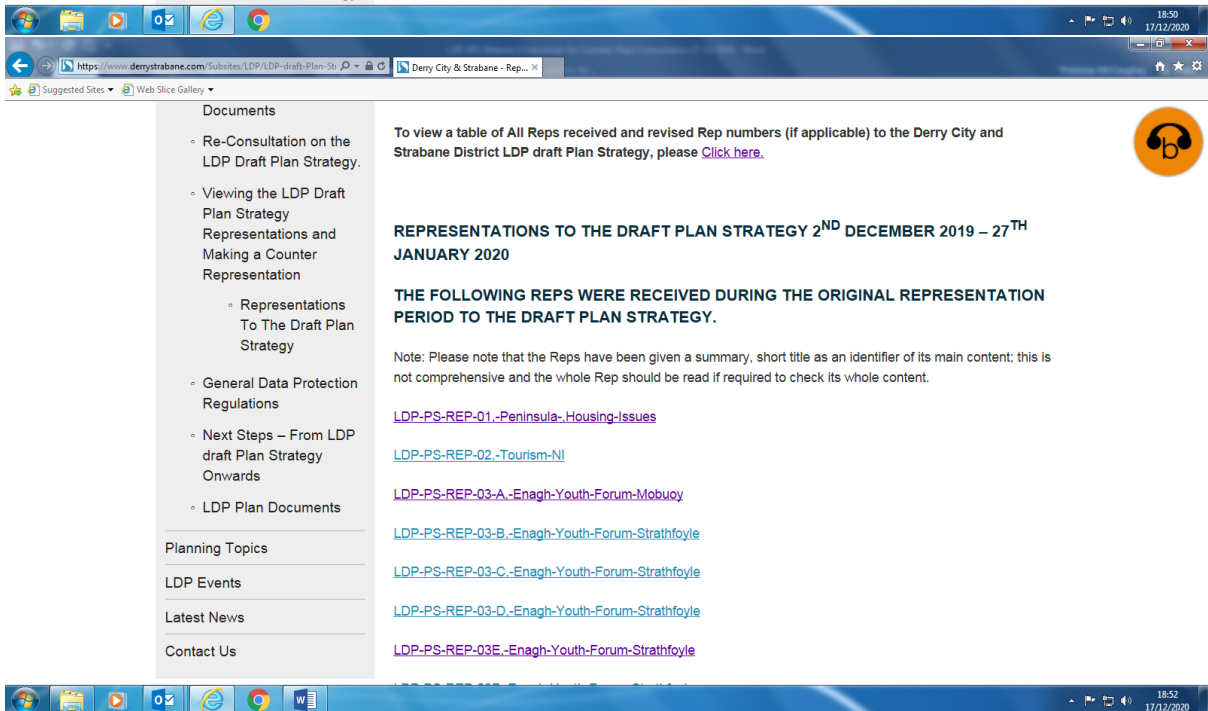 18:50
17/12/2020
https://www.derrystrabane.com/Subsites/LDP/LDP-draft-Plan-St
Derry City & Strabane - Rep...
Suggested Sites
Web Slice Gallery
Documents
Re-Consultation on the
LDP Draft Plan Strategy.
Viewing the LDP Draft
Plan Strategy
Representations and
Making a Counter
Representation
Representations
To The Draft Plan
Strategy
General Data Protection
Regulations
Next Steps – From LDP
draft Plan Strategy
Onwards
LDP Plan Documents
Planning Topics
LDP Events
Latest News
Contact Us
To view a table of All Reps received and revised Rep numbers (if applicable) to the Derry City and
Strabane District LDP draft Plan Strategy, please Click here.
REPRESENTATIONS TO THE DRAFT PLAN STRATEGY 2ND DECEMBER 2019 – 27TH
JANUARY 2020
THE FOLLOWING REPS WERE RECEIVED DURING THE ORIGINAL REPRESENTATION
PERIOD TO THE DRAFT PLAN STRATEGY.
Note: Please note that the Reps have been given a summary, short title as an identifier of its main content; this is
not comprehensive and the whole Rep should be read if required to check its whole content.
LDP-PS-REP-01,-Peninsula-,Housing-Issues
LDP-PS-REP-02,-Tourism-NI
LDP-PS-REP-03-A,-Enagh-Youth-Forum-Mobuoy
LDP-PS-REP-03-B,-Enagh-Youth-Forum-Strathfoyle
LDP-PS-REP-03-C,-Enagh-Youth-Forum-Strathfoyle
LDP-PS-REP-03-D,-Enagh-Youth-Forum-Strathfoyle
LDP-PS-REP-03E,-Enagh-Youth-Forum-Strathfoyle
b
18:52
17/12/2020